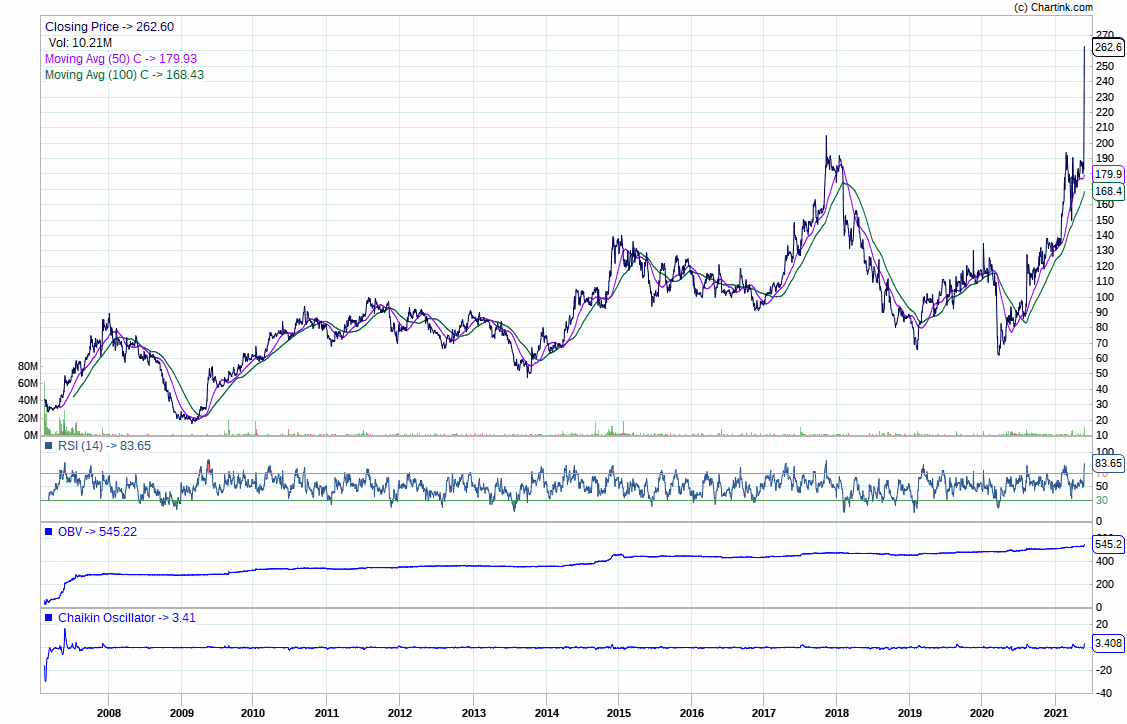 (c) Chartink.com
Closing Price -> 262.60
Vol: 10.21M
Moving Avg (50) C -> 179.93
Moving Avg (100) C -> 168.43
270
262.6
250
240
230
220
210
200
190
179.9
168.4
160
150
140
130
120
110
100
90
80
70
60
50
40
30
20
10
80M
60M
40M
20M
0M
RSI (14) -> 83.65
100
83.65
50
30
0
OBV -> 545.22
545.2
400
200
0
Chaikin Oscillator -> 3.41
20
3.408
-20
-40
2008 2009 2010 2011 2012 2013 2014 2015 2016 2017 2018 2019 2020 2021